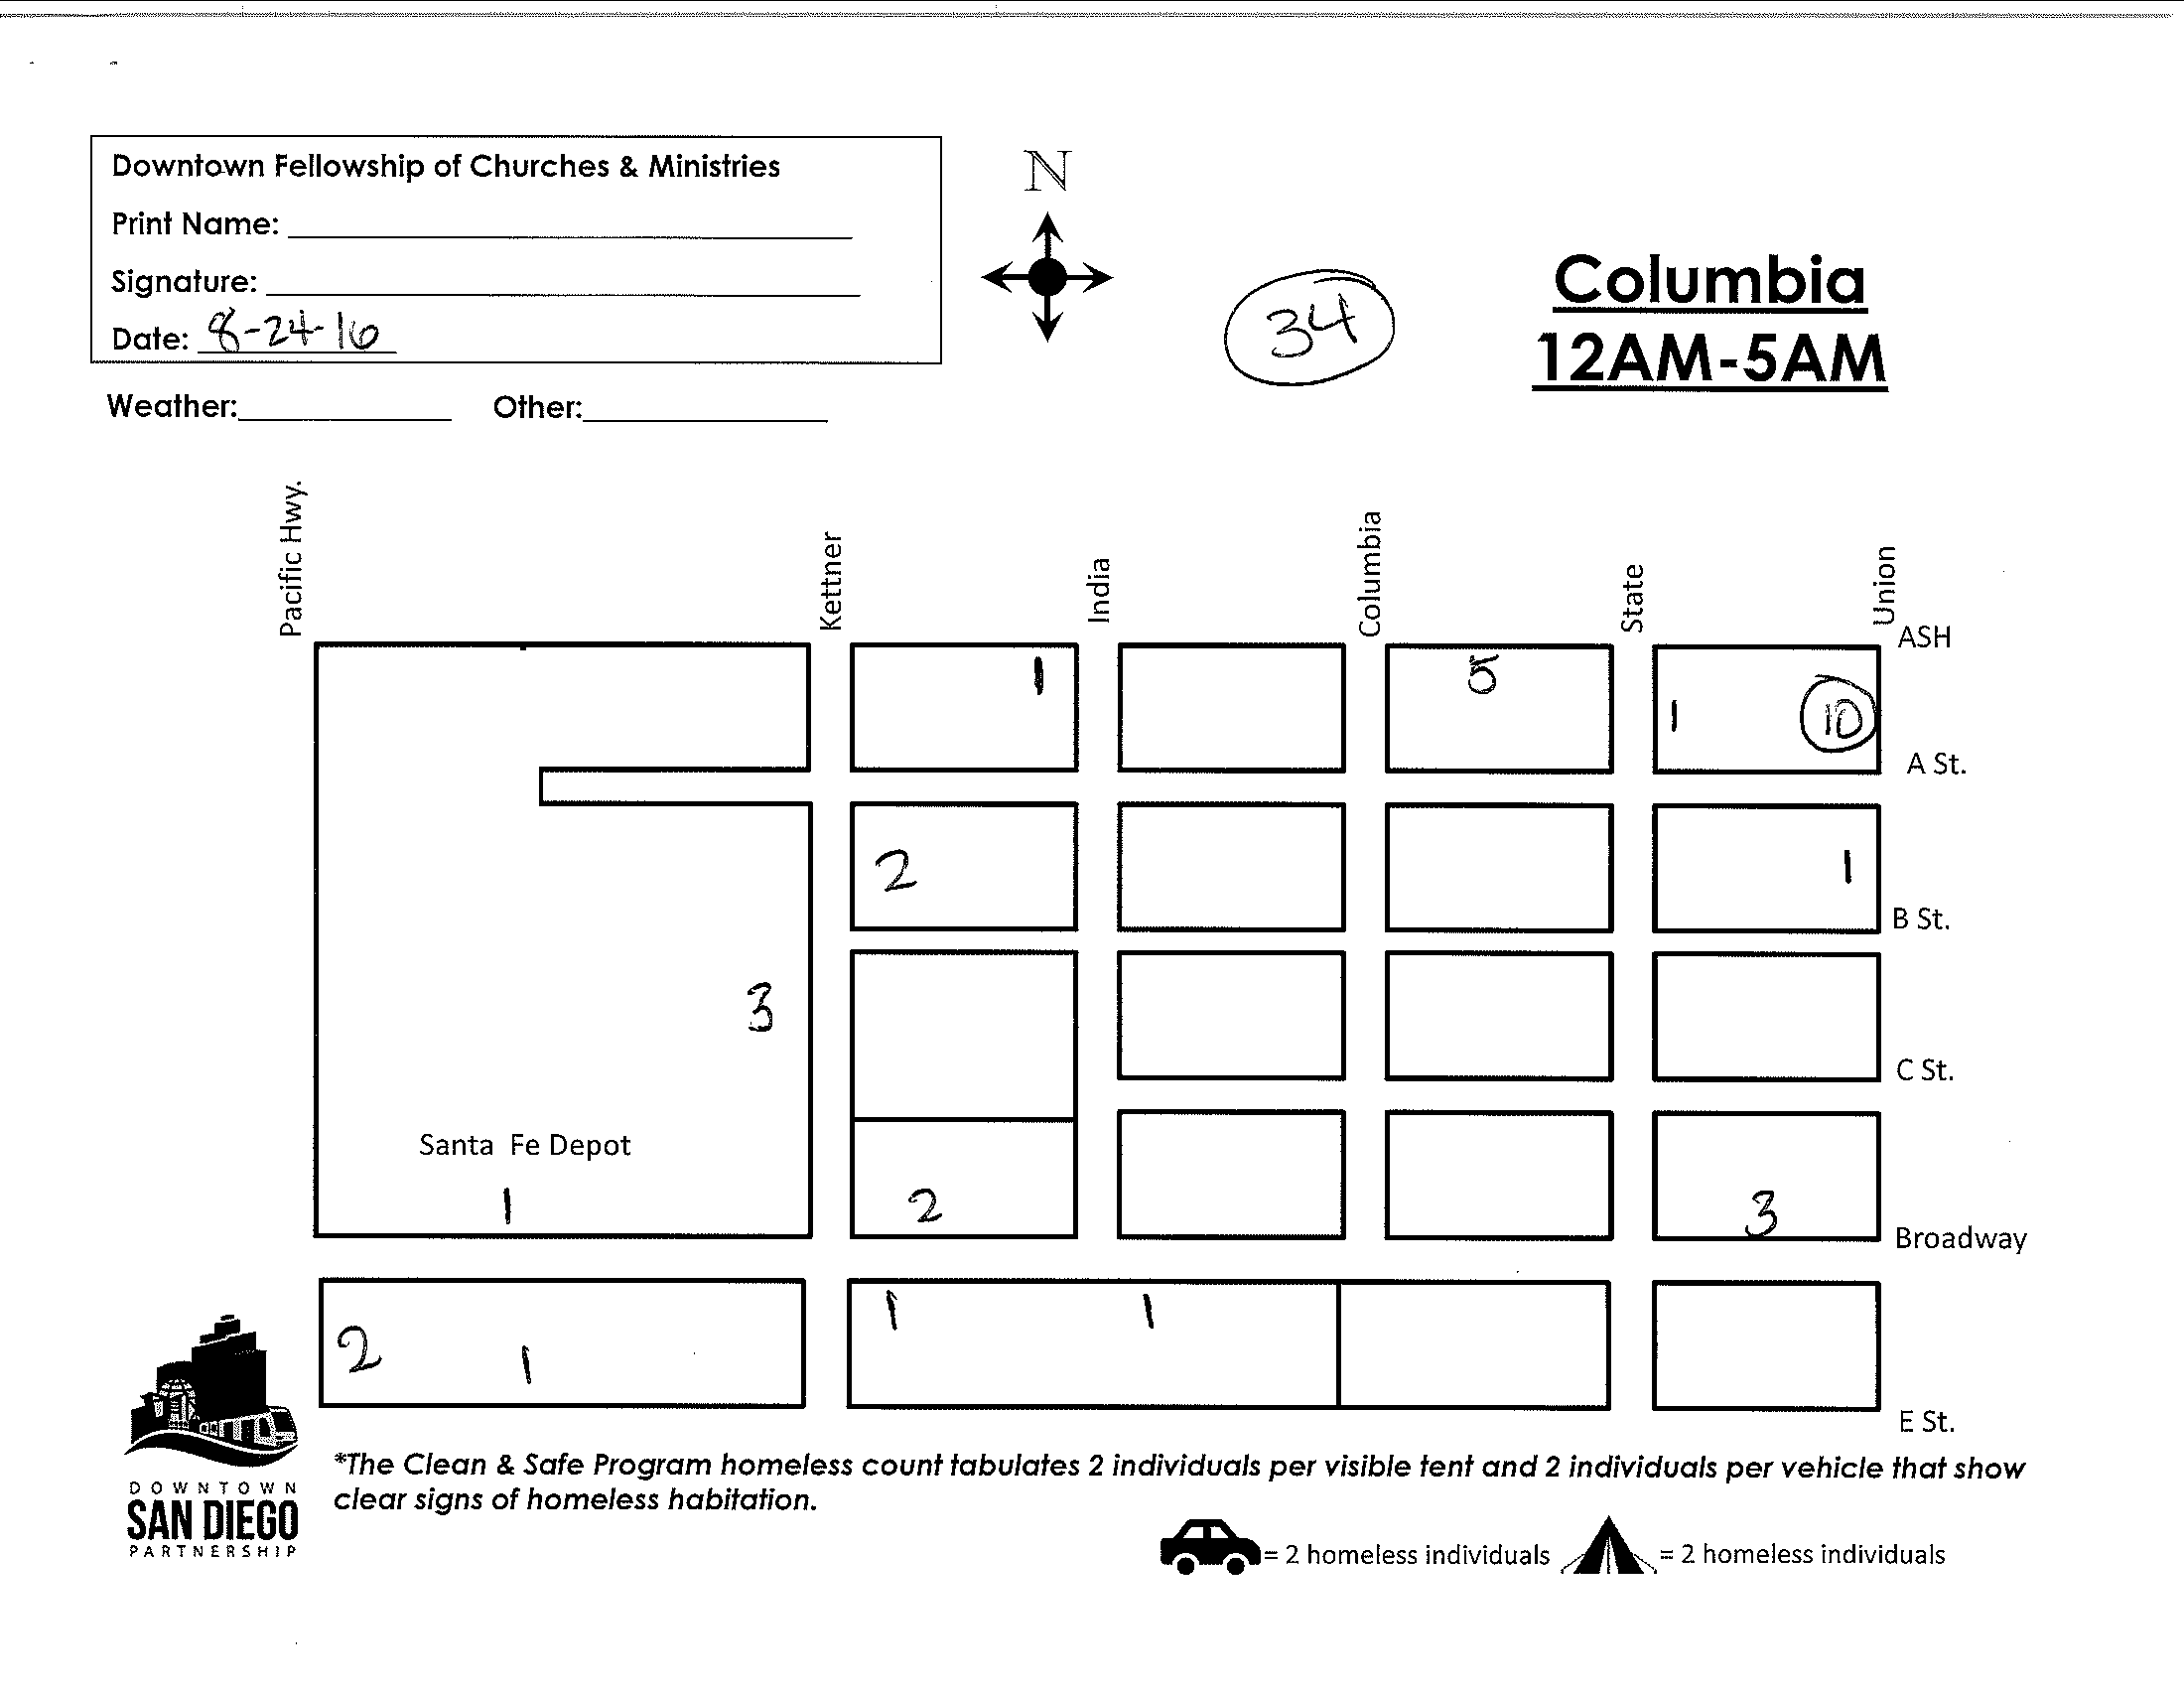 Downtown Fellowship of Churches & Ministries
Print Name:
Signature:
Date: 8-24-16
Weather: Other:
N
34
Columbia
12AM-5AM
Pacific Hwy.
Kettner
India
Columbia
State
Union
ASH
1 5 1 10
A St.
2 1
B St.
3
C St.
Santa Fe Depot
1 2 3
Broadway
2 1 1 1
E St.
*The Clean & Safe Program homeless count tabulates 2 individuals per visible tent and 2 individuals per vehicle that show
clear signs of homeless habitation.
DOWNTOWN
SAN DIEGO
PARTNERSHIP
= 2 homeless individuals = 2 homeless individuals